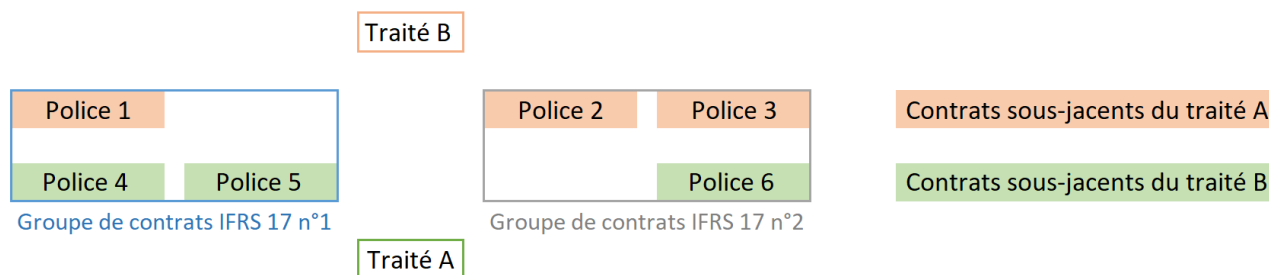 Traité B
Police 1
Police 2
Police 3
Contrats sous-jacents du traité A
Police 4
Police 5
Police 6
Contrats sous-jacents du traité B
Groupe de contrats IFRS 17 n°1
Groupe de contrats IFRS 17 n°2
Traité A